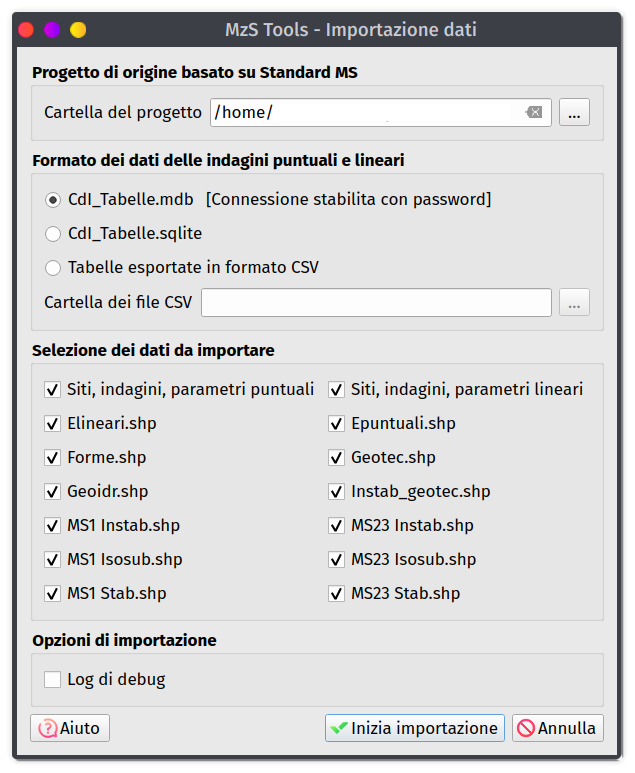 MzS Tools - Importazione dati
Progetto di origine basato su Standard MS
Cartella del progetto /home/ ...
Formato dei dati delle indagini puntuali e lineari
CdI_Tabelle.mdb [Connessione stabilita con password]
CdI_Tabelle.sqlite
Tabelle esportate in formato CSV
Cartella dei file CSV ...
Selezione dei dati da importare
Siti, indagini, parametri puntuali Siti, indagini, parametri lineari
Elineari.shp Epuntuali.shp
Forme.shp Geotec.shp
Geoidr.shp Instab_geotec.shp
MS1 Instab.shp MS23 Instab.shp
MS1 Isosub.shp MS23 Isosub.shp
MS1 Stab.shp MS23 Stab.shp
Opzioni di importazione
Log di debug
Aiuto Inizia importazione Annulla